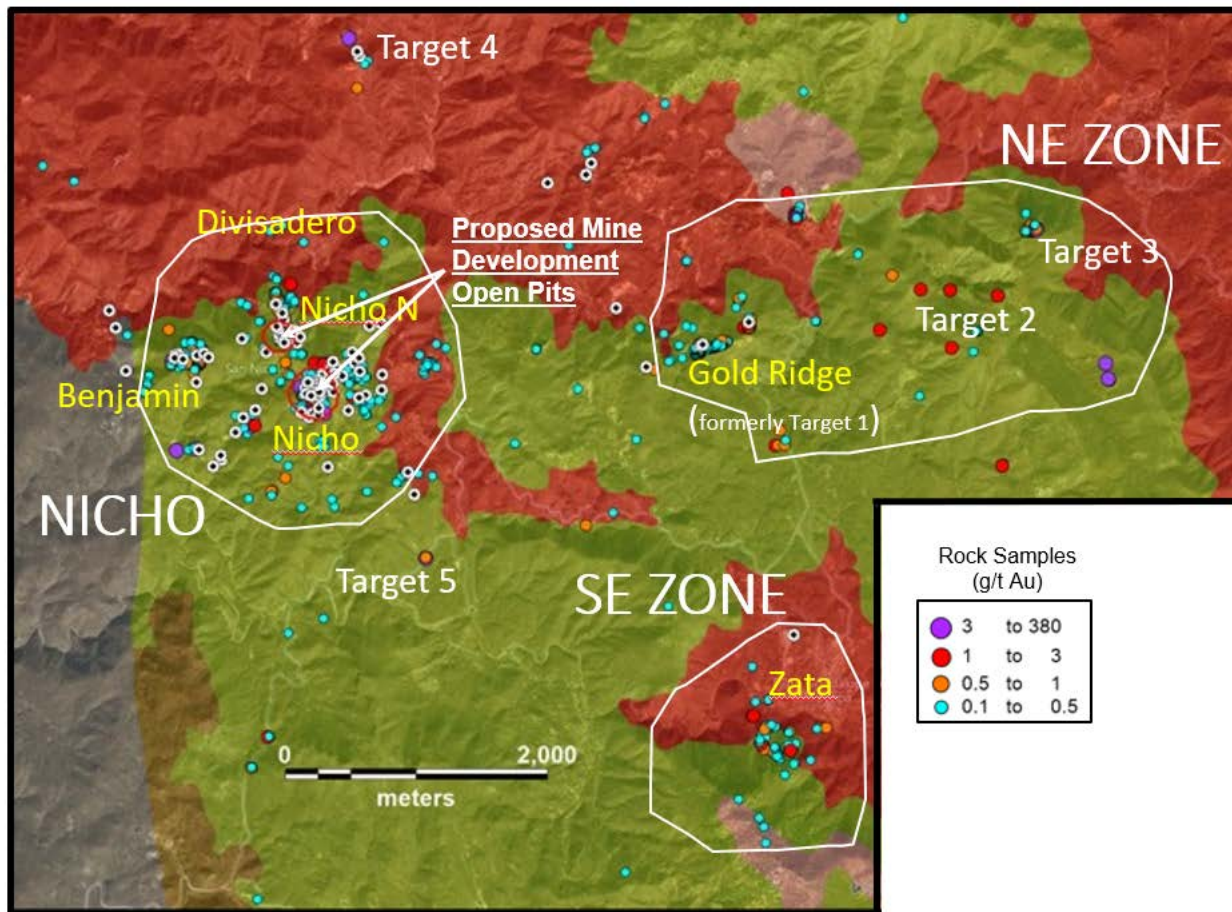 Target 4
NE ZONE
Divisadero
Proposed Mine
Development
Open Pits
Nicho N
Target 3
Target 2
Benjamin
Gold Ridge
(formerly Target 1)
Nicho
NICHO
Target 5
SE ZONE
Zata
0 2,000
meters
Rock Samples
(g/t Au)
3 to 380
1 to 3
0.5 to 1
0.1 to 0.5